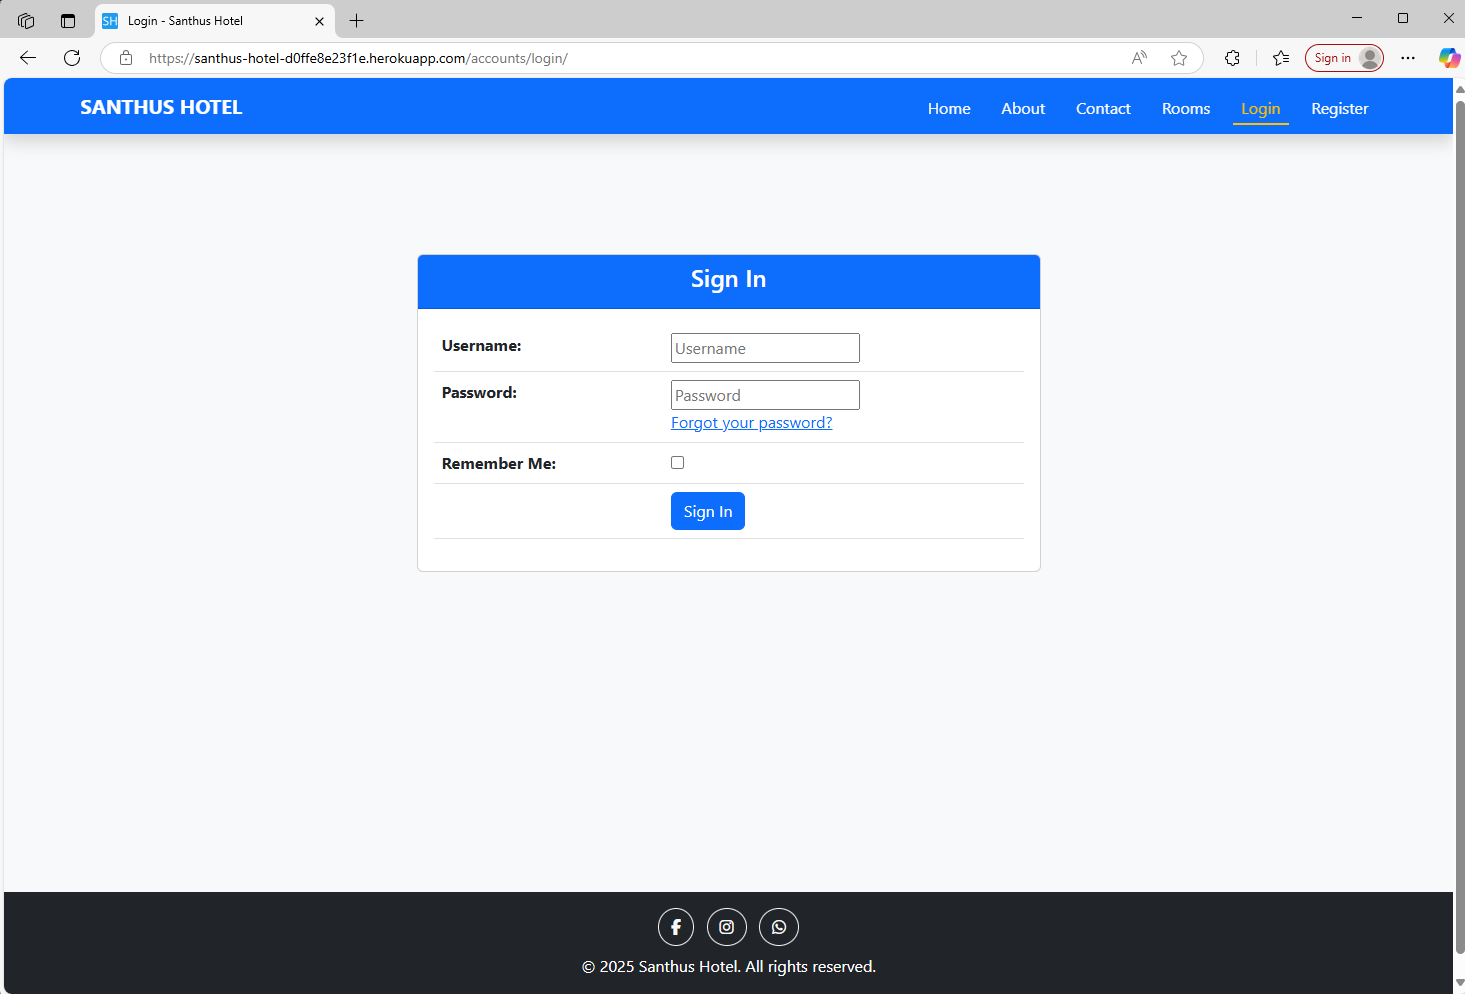 SH Login - Santhus Hotel
https://santhus-hotel-d0ffe8e23f1e.herokuapp.com/accounts/login/
Sign in
SANTHUS HOTEL
Home About Contact Rooms Login Register
Sign In
Username: Username
Password: Password
Forgot your password?
Remember Me:
Sign In
© 2025 Santhus Hotel. All rights reserved.